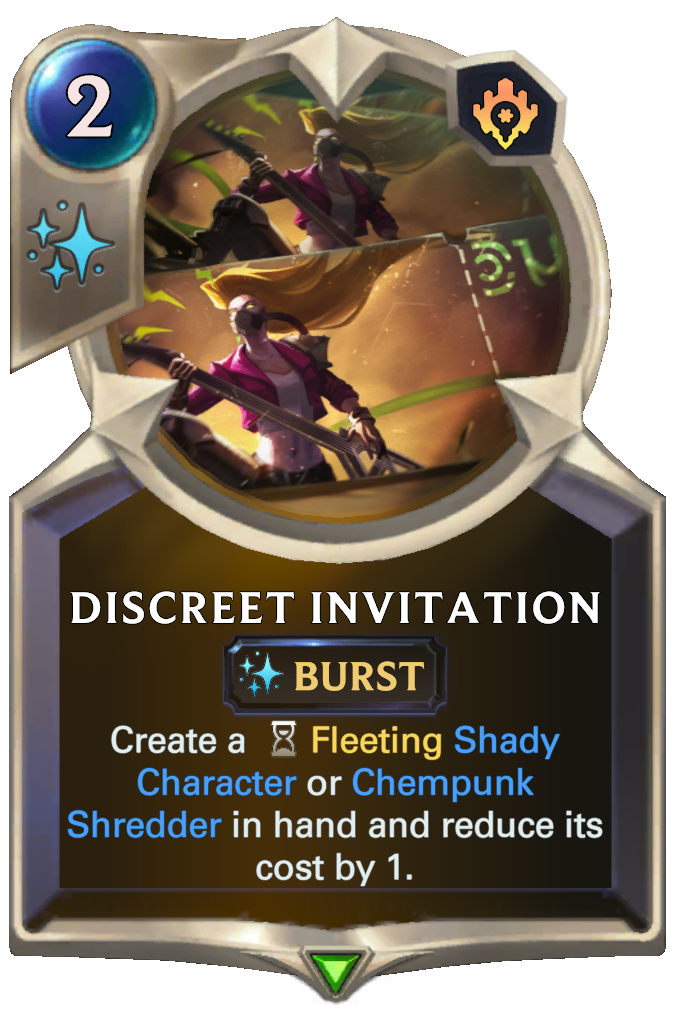 2
DISCREET INVITATION
BURST
Create a Fleeting Shady
Character or Chempunk
Shredder in hand and reduce its
cost by 1.